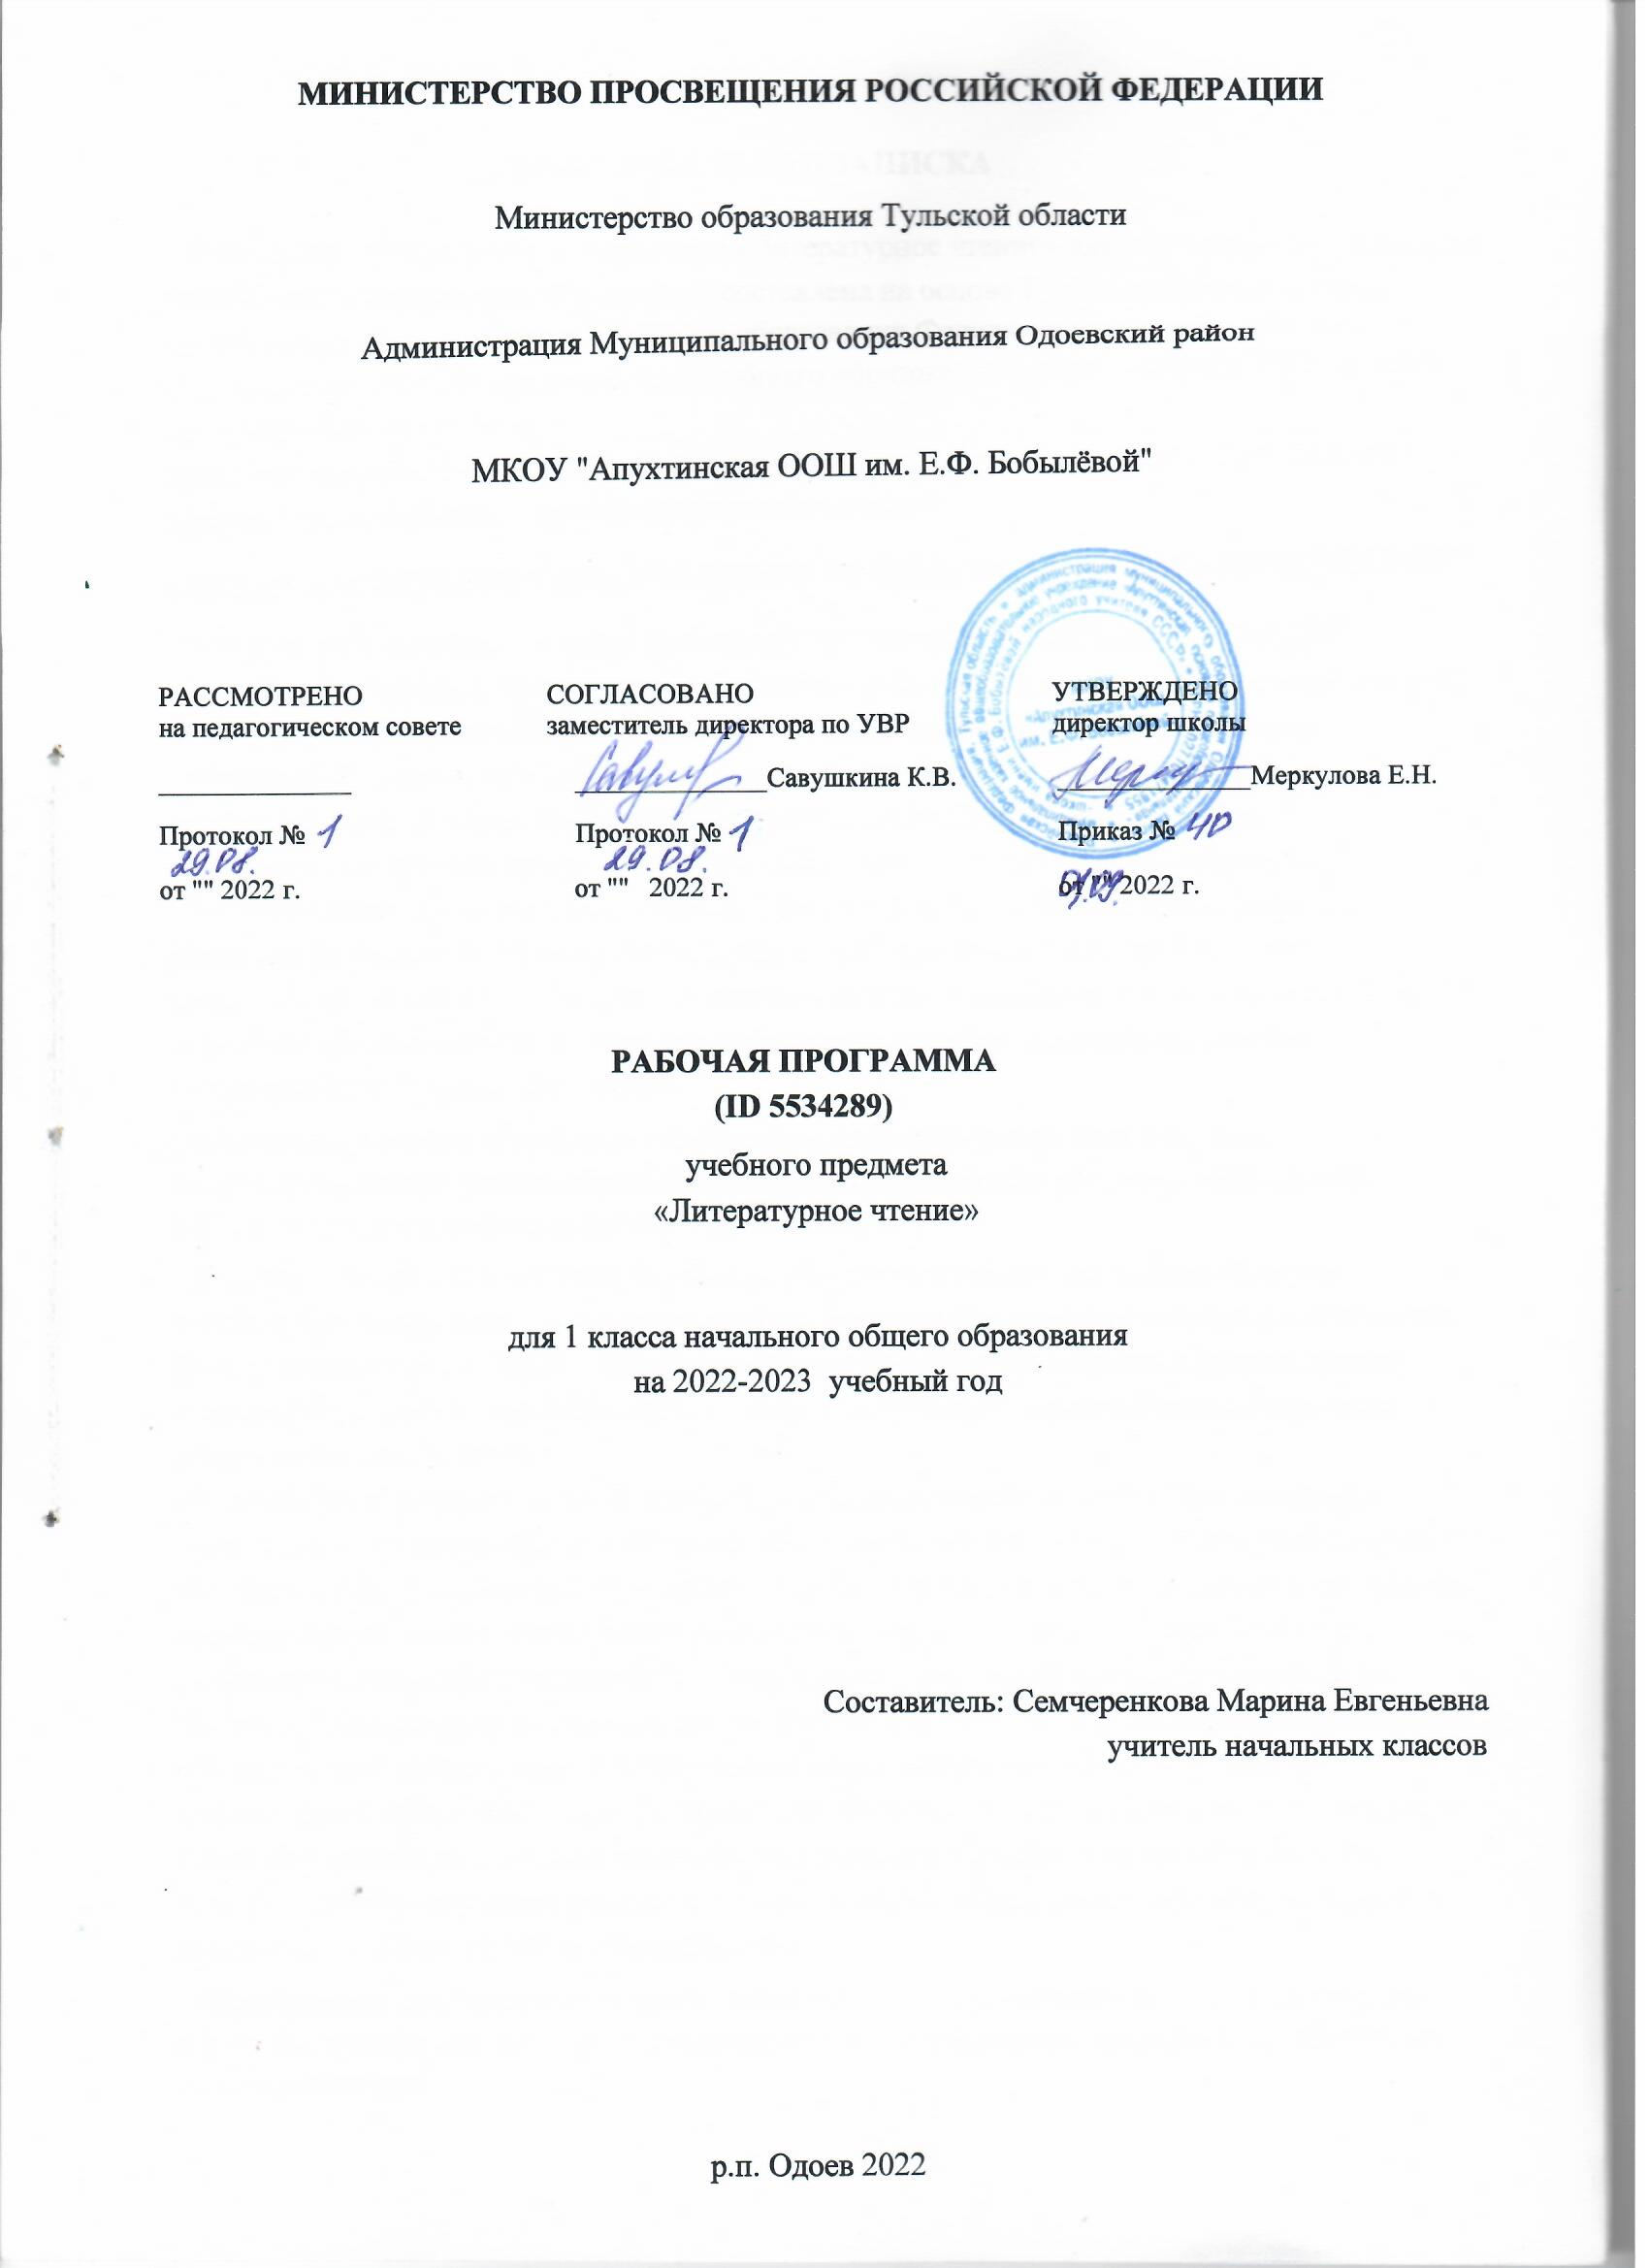 МИНИСТЕРСТВО ПРОСВЕЩЕНИЯ РОССИЙСКОЙ ФЕДЕРАЦИИ
Министерство образования Тульской области
Администрация Муниципального образования Одоевский район
МКОУ "Апухтинская ООШ им. Е.Ф. Бобылёвой"
РАССМОТРЕНО
на педагогическом совете
Протокол № 1
29.08.
от "" 2022 г.
СОГЛАСОВАНО
заместитель директора по УВР
Савушкина К.В.
Протокол № 1
29.08.
от "" 2022 г.
УТВЕРЖДЕНО
директор школы
Меркулова Е.Н.
Приказ № 40
от "" 2022 г.
РАБОЧАЯ ПРОГРАММА
(ID 5534289)
учебного предмета
«Литературное чтение»
для 1 класса начального общего образования
на 2022-2023 учебный год
Составитель: Семчеренкова Марина Евгеньевна
учитель начальных классов
р.п. Одоев 2022